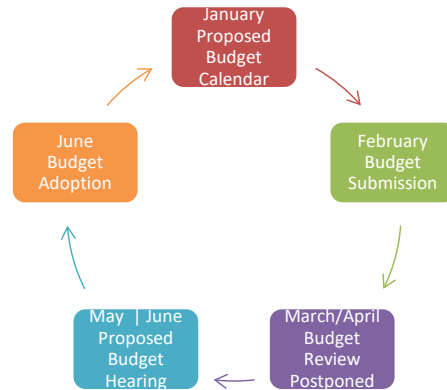 January
Proposed
Budget
Calendar
February
Budget
Submission
March/April
Budget
Review
Postponed
May | June
Proposed
Budget
Hearing
June
Budget
Adoption